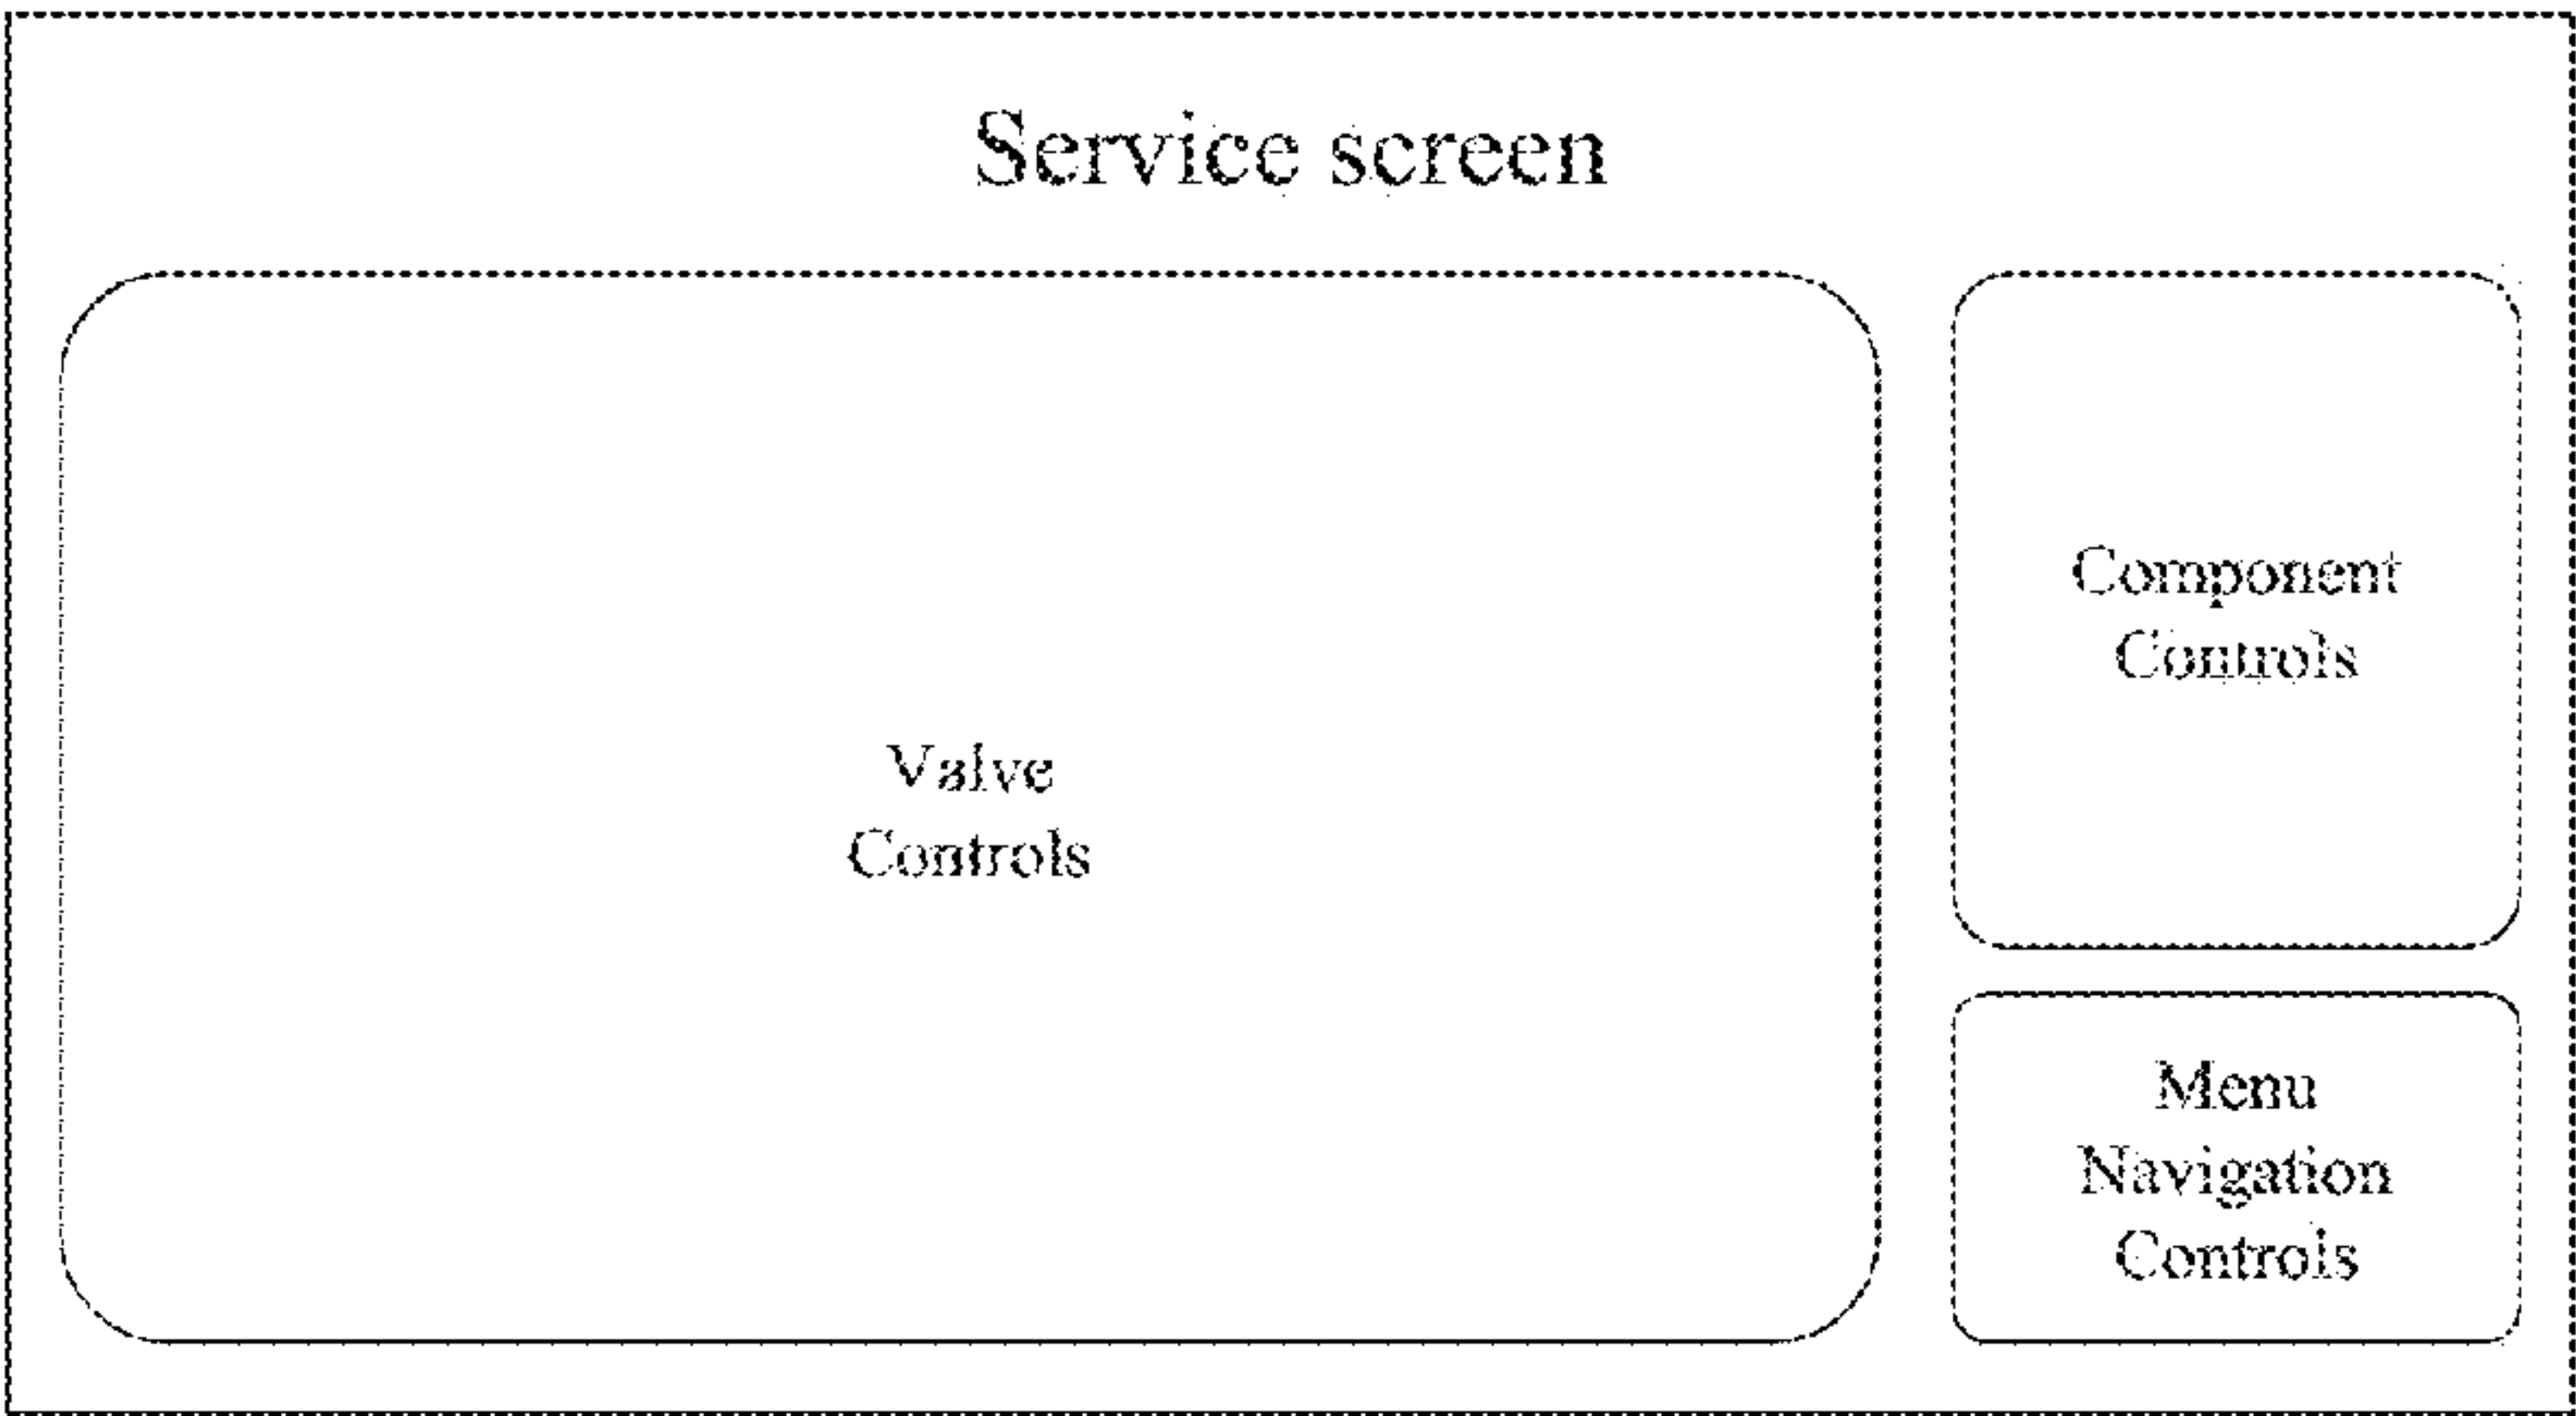 Service screen
Valve
Controls
Component
Controls
Menu
Navigation
Controls